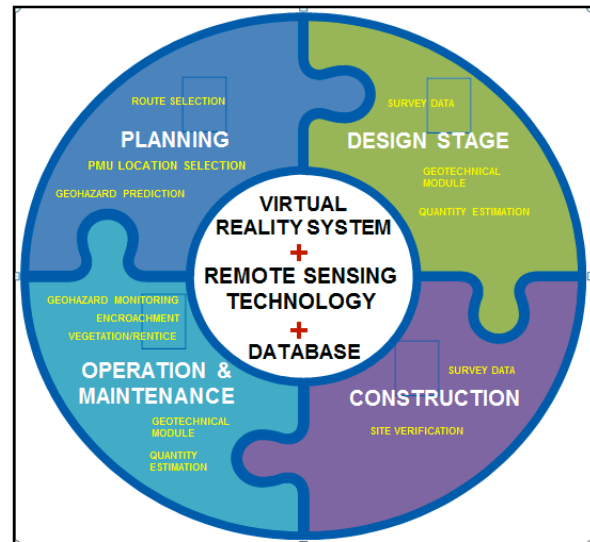 ROUTE SELECTION
PLANNING
PMU LOCATION SELECTION
GEOHAZARD PREDICTION
SURVEY DATA
DESIGN STAGE
GEOTECHNICAL
MODULE
QUANTITY ESTIMATION
VIRTUAL
REALITY SYSTEM
+
REMOTE SENSING
TECHNOLOGY
+
DATABASE
GEOHAZARD MONITORING
ENCROACHMENT
VEGETATION/RENTICE
OPERATION &
MAINTENANCE
GEOTECHNICAL
MODULE
QUANTITY
ESTIMATION
SURVEY DATA
CONSTRUCTION
SITE VERIFICATION